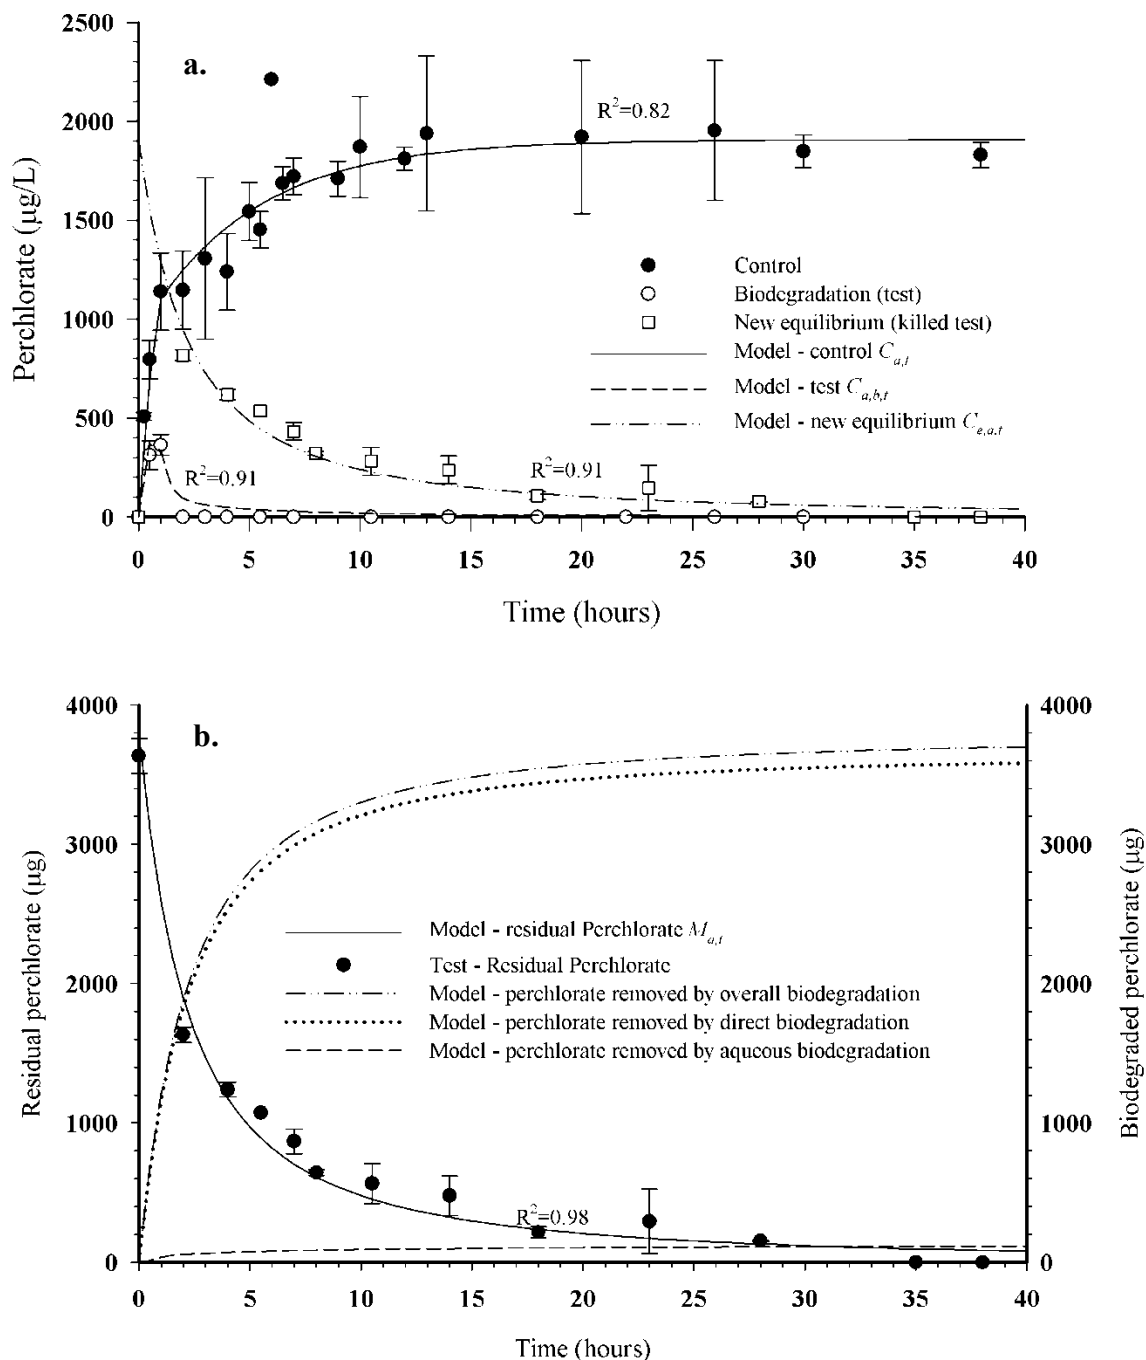 2500
a.
2000
R²=0.82
Perchlorate (µg/L)
1500
Control
Biodegradation (test)
1000
New equilibrium (killed test)
Model - control C a,t
Model - test C a,b,t
500
Model - new equilibrium C e,a,t
R²=0.91
R²=0.91
0
0 5 10 15 20 25 30 35 40
Time (hours)
4000
4000
b.
3000
3000
Residual perchlorate (µg)
Biodegraded perchlorate (µg)
Model - residual Perchlorate M a,t
Test - Residual Perchlorate
2000
2000
Model - perchlorate removed by overall biodegradation
Model - perchlorate removed by direct biodegradation
Model - perchlorate removed by aqueous biodegradation
1000
1000
R²=0.98
0
0
0 5 10 15 20 25 30 35 40
Time (hours)